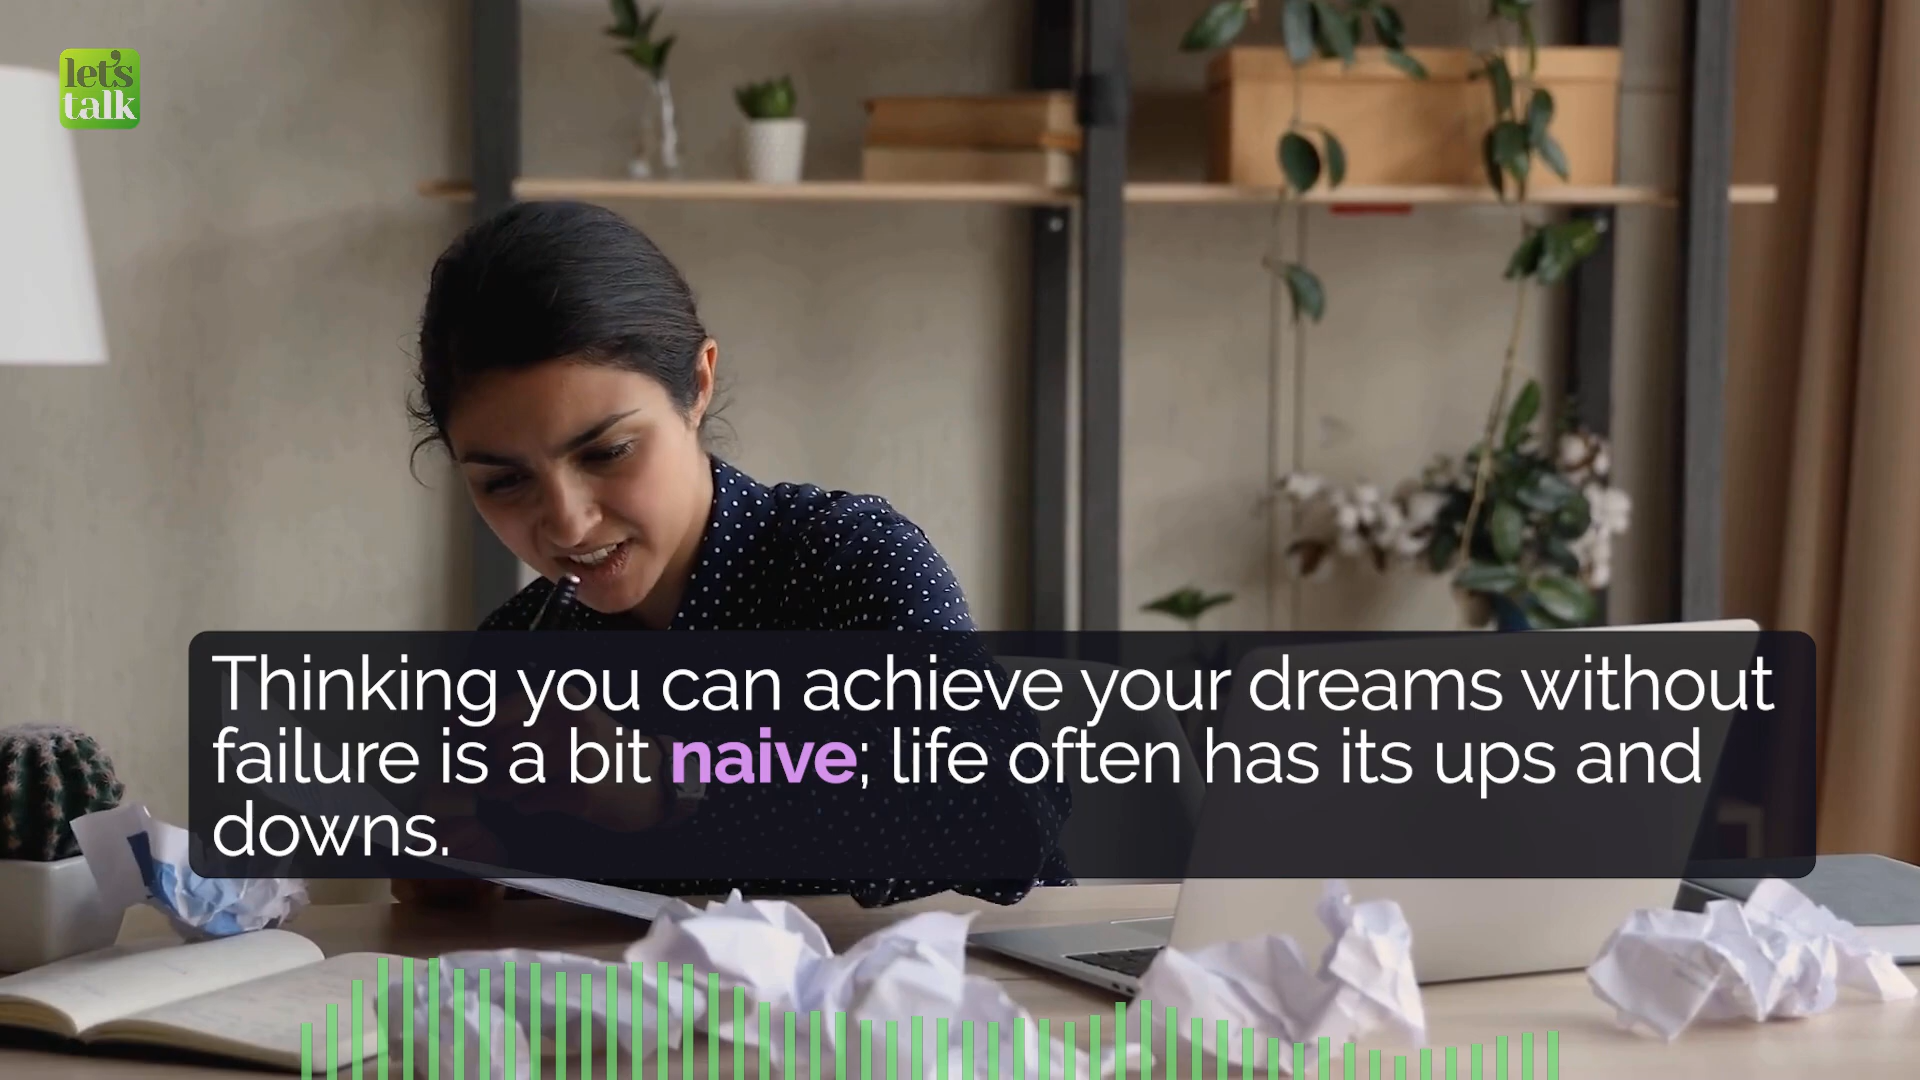 let's
talk
Thinking you can achieve your dreams without
failure is a bit naive; life often has its ups and
downs.